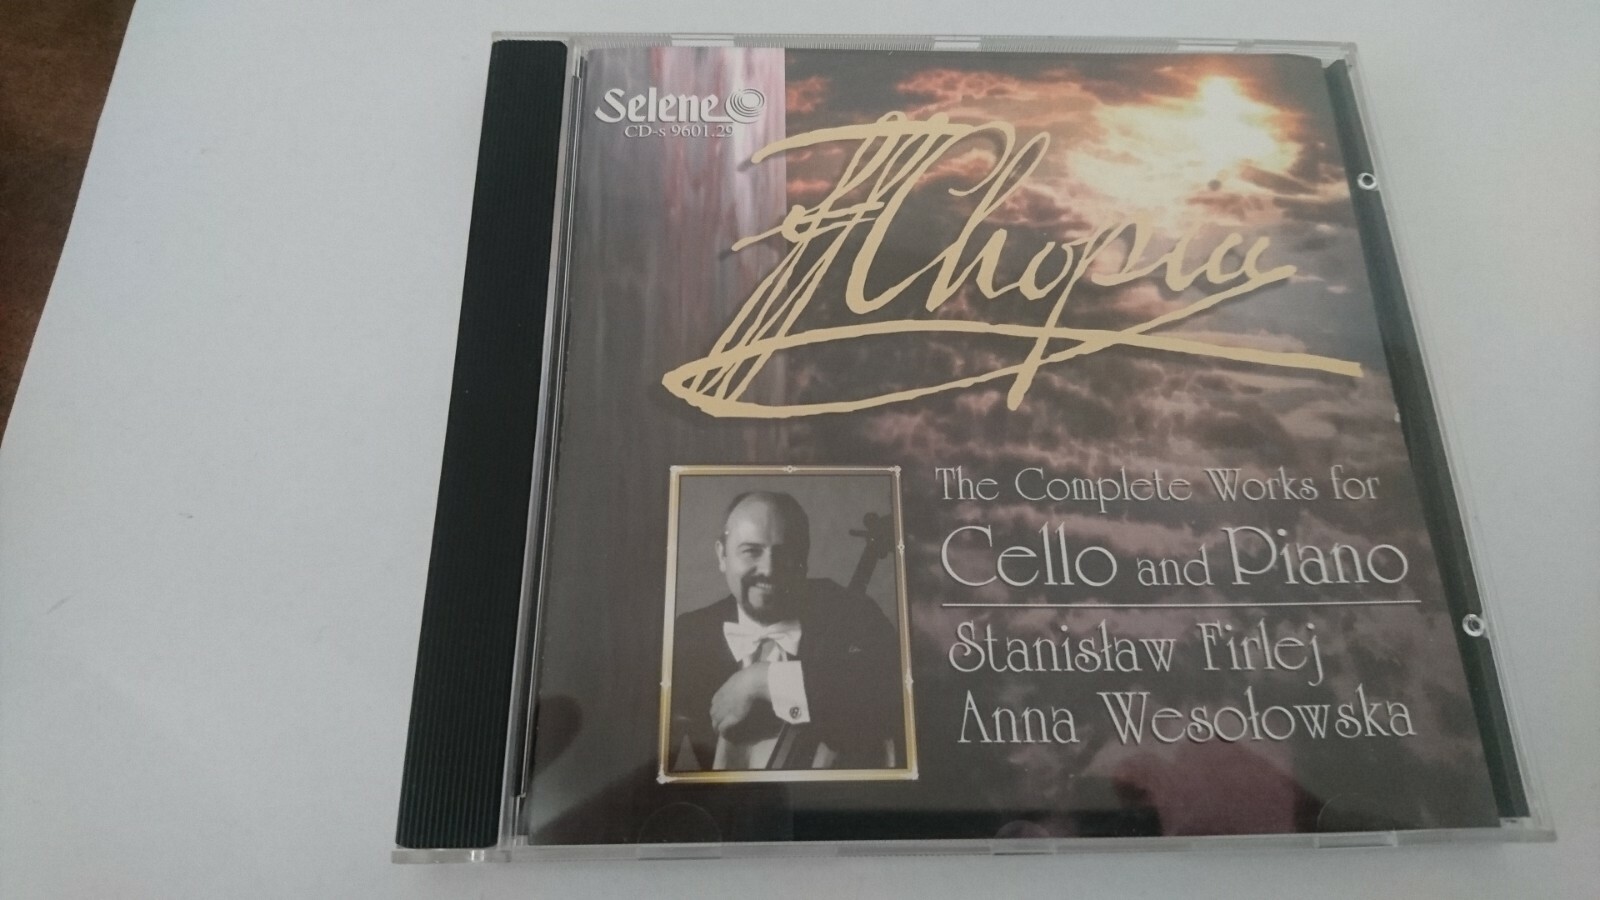 Selene
CD-s 9601.29
FChopin
The Complete Works for
Cello and Piano
Stanisław Firlej
Anna Wesołowska